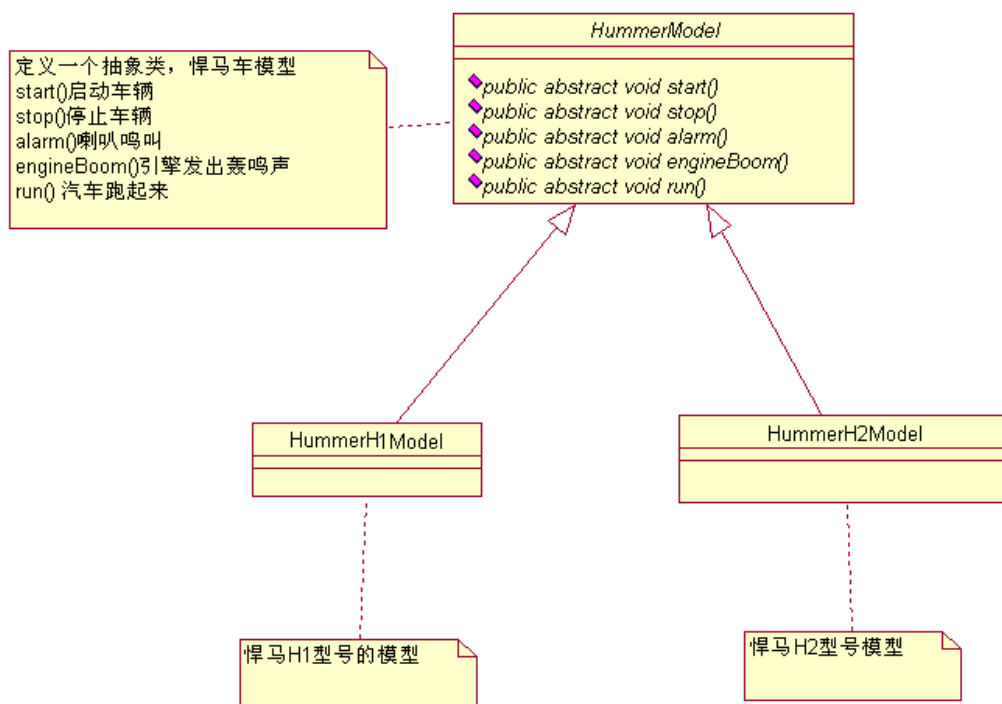 HummerModel
定义一个抽象类，悍马车模型
start()启动车辆
stop()停止车辆
alarm()喇叭鸣叫
engineBoom()引擎发出轰鸣声
run() 汽车跑起来
public abstract void start()
public abstract void stop()
public abstract void alarm()
public abstract void engineBoom()
public abstract void run()
HummerH1Model
HummerH2Model
悍马H1型号的模型
悍马H2型号模型